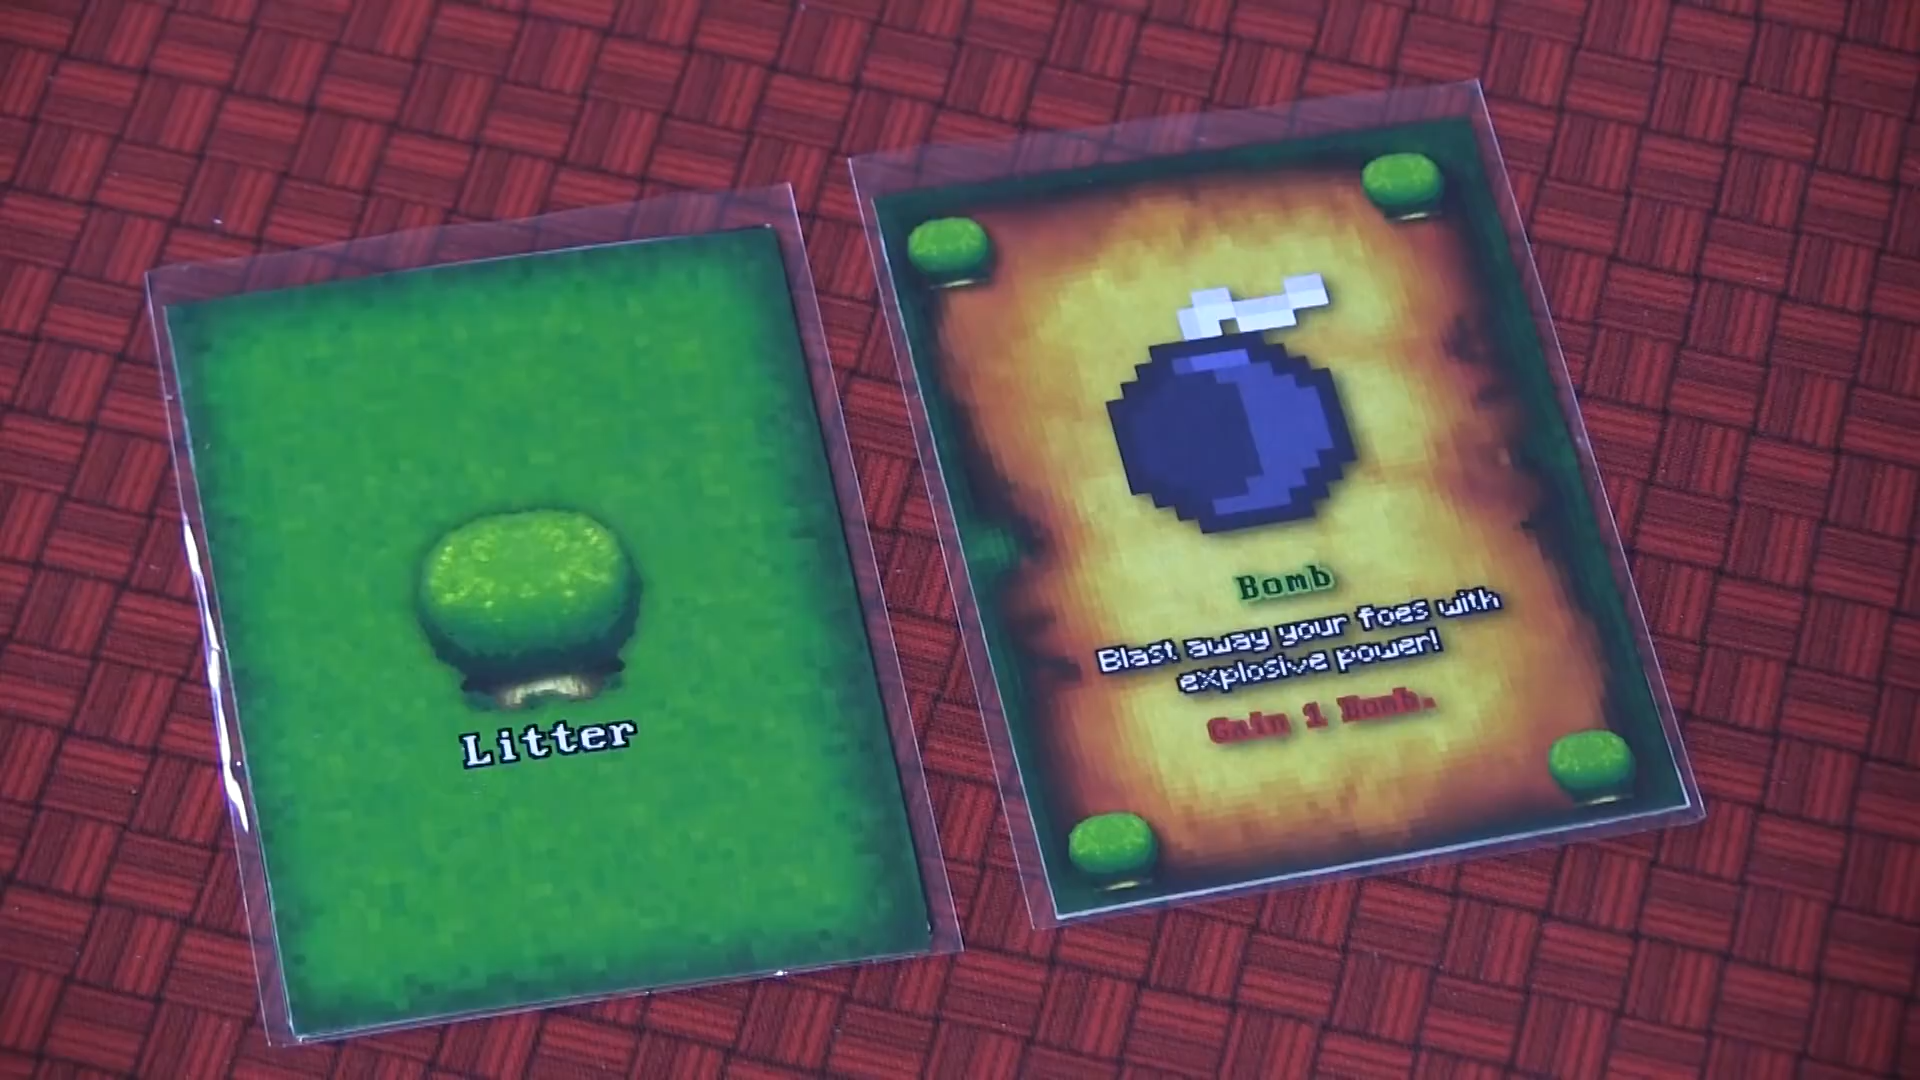 Litter
Bomb
Blast away your foes with
explosive power!
Gain 1 Bomb.